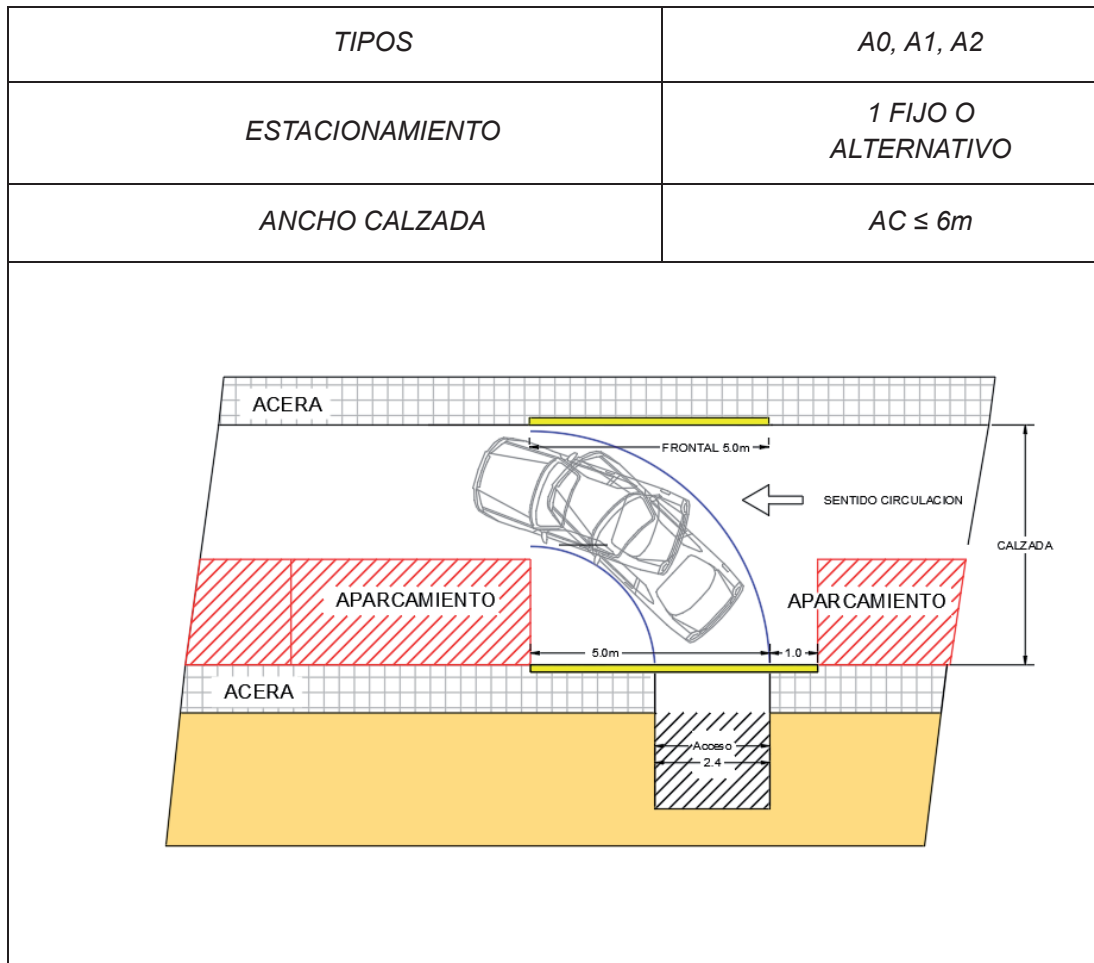 TIPOS
A0, A1, A2
ESTACIONAMIENTO
1 FIJO O
ALTERNATIVO
ANCHO CALZADA
AC ≤ 6m
ACERA
FRONTAL 5.0m
SENTIDO CIRCULACION
CALZADA
APARCAMIENTO
APARCAMIENTO
5.0m
1.0
ACERA
Acceso
2.4